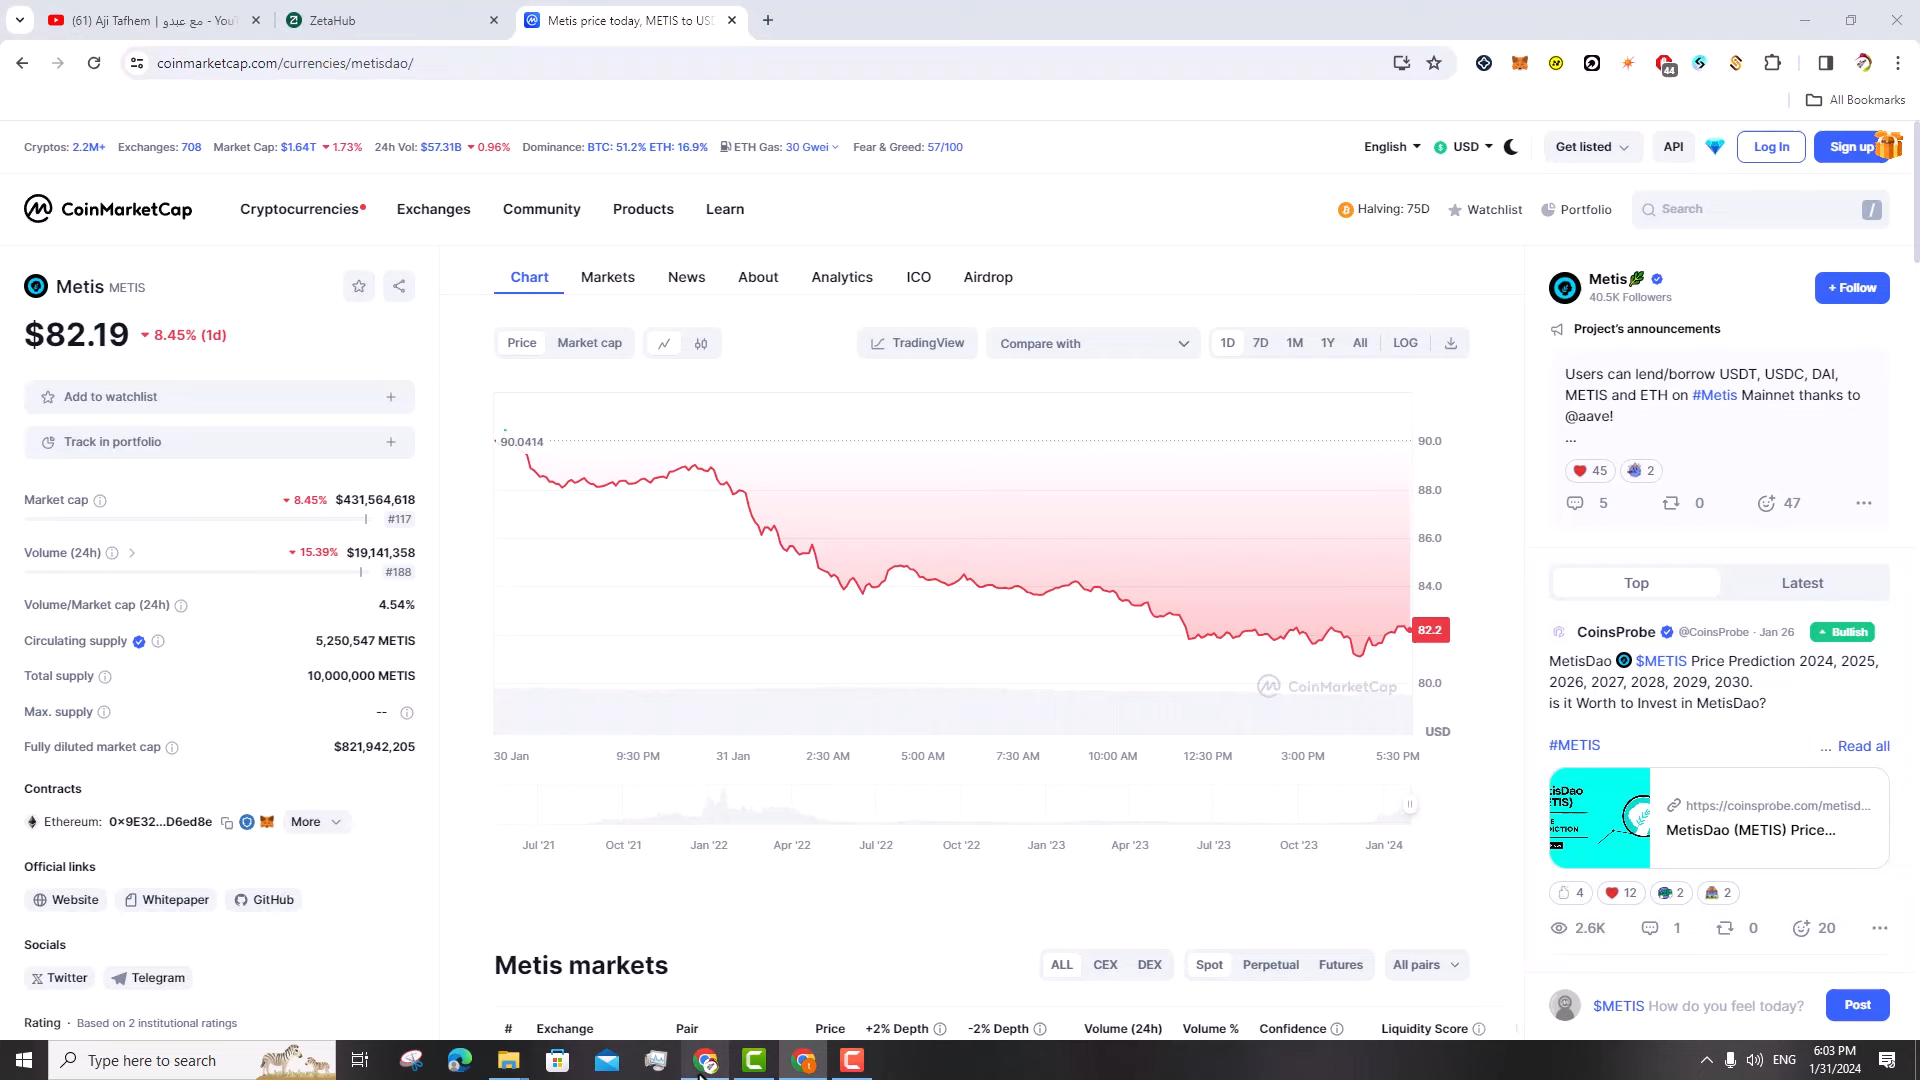 (61) Aji Tafhem | مع عبدو - You
ZetaHub
Metis price today, METIS to USD
coinmarketcap.com/currencies/metisdao/
44
All Bookmarks
Cryptos: 2.2M+ Exchanges: 708 Market Cap: $1.64T 1.73% 24h Vol: $57.31B 0.96% Dominance: BTC: 51.2% ETH: 16.9% ETH Gas: 30 Gwei Fear & Greed: 57/100
English USD Get listed API Log In Sign up
CoinMarketCap Cryptocurrencies Exchanges Community Products Learn
Halving: 75D Watchlist Portfolio Search /
Metis METIS
$82.19 8.45% (1d)
Add to watchlist +
Track in portfolio +
Market cap 8.45% $431,564,618
#117
Volume (24h) 15.39% $19,141,358
#188
Volume/Market cap (24h) 4.54%
Circulating supply 5,250,547 METIS
Total supply 10,000,000 METIS
Max. supply --
Fully diluted market cap $821,942,205
Contracts
Ethereum: 0x9E32...D6ed8e More
Official links
Website Whitepaper GitHub
Socials
Twitter Telegram
Rating · Based on 2 institutional ratings
Chart Markets News About Analytics ICO Airdrop
Price Market cap TradingView Compare with 1D 7D 1M 1Y All LOG
90.0414
90.0
88.0
86.0
84.0
82.2
80.0
CoinMarketCap
USD
30 Jan 9:30 PM 31 Jan 2:30 AM 5:00 AM 7:30 AM 10:00 AM 12:30 PM 3:00 PM 5:30 PM
Jul '21 Oct '21 Jan '22 Apr '22 Jul '22 Oct '22 Jan '23 Apr '23 Jul '23 Oct '23 Jan '24
Metis markets
ALL CEX DEX Spot Perpetual Futures All pairs
# Exchange Pair Price +2% Depth -2% Depth Volume (24h) Volume % Confidence Liquidity Score
Metis
40.5K Followers
+ Follow
Project's announcements
Users can lend/borrow USDT, USDC, DAI,
METIS and ETH on #Metis Mainnet thanks to
@aave!
...
45 2
5 0 47
Top Latest
CoinsProbe @CoinsProbe · Jan 26 Bullish
MetisDao $METIS Price Prediction 2024, 2025,
2026, 2027, 2028, 2029, 2030.
is it Worth to Invest in MetisDao?
#METIS
... Read all
https://coinsprobe.com/metisd...
MetisDao (METIS) Price...
4 12 2 2
2.6K 1 0 20
$METIS How do you feel today? Post
Type here to search
ENG
6:03 PM
1/31/2024